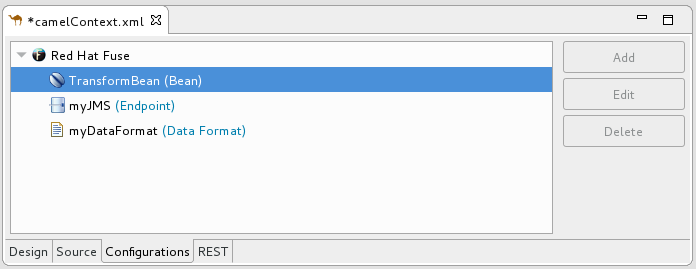 *camelContext.xml
Red Hat Fuse
TransformBean (Bean)
myJMS (Endpoint)
myDataFormat (Data Format)
Add
Edit
Delete
Design Source Configurations REST